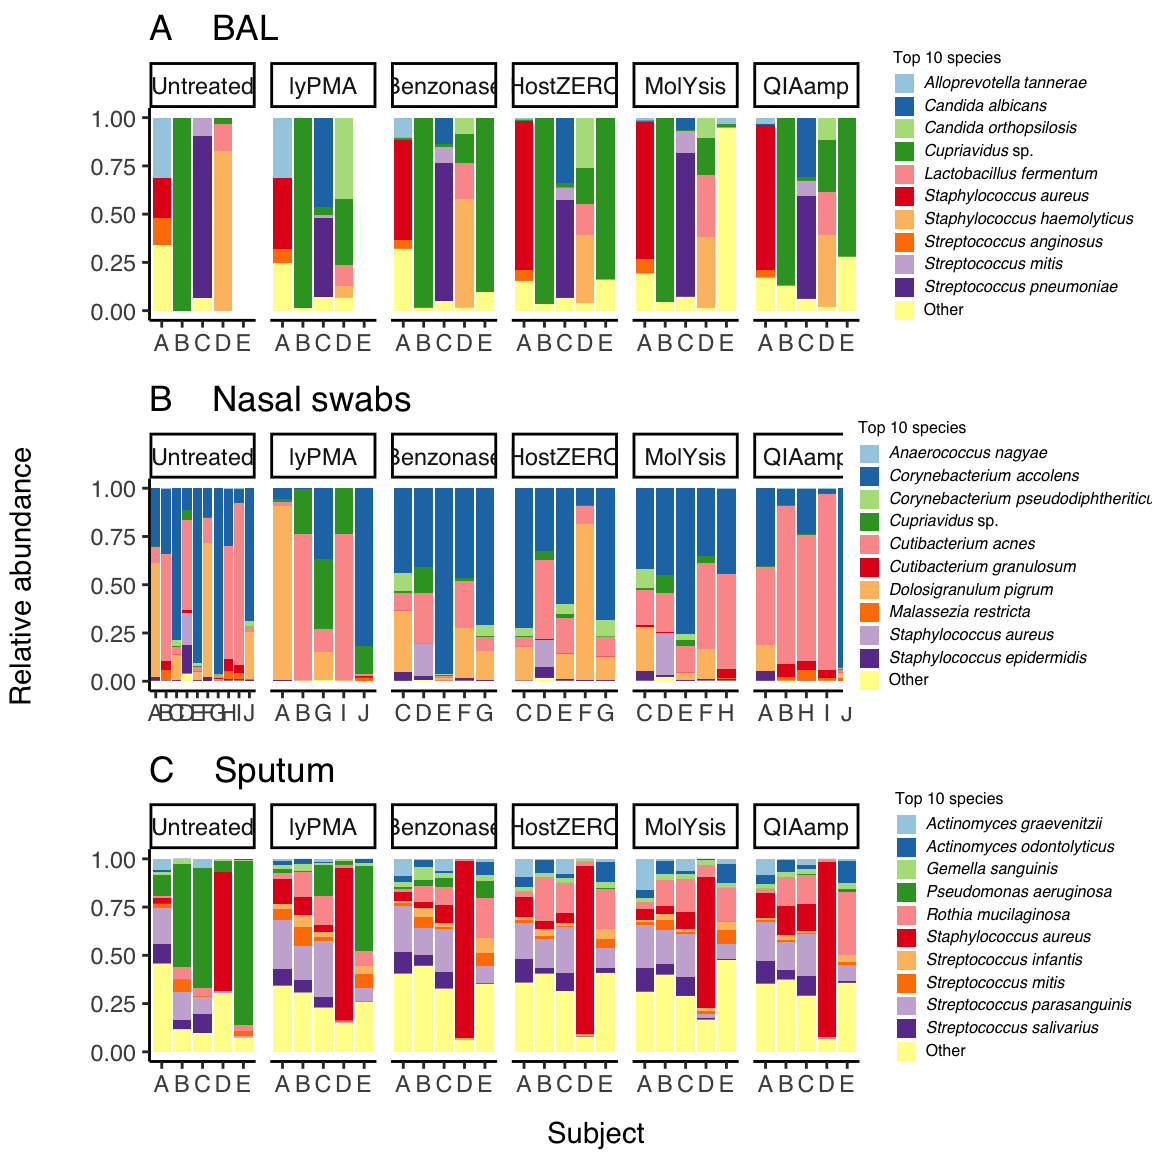 A BAL
Untreated lyPMA Benzonase HostZERO MolYsis QIAamp
Top 10 species
Alloprevotella tannerae
Candida albicans
Candida orthopsilosis
Cupriavidus sp.
Lactobacillus fermentum
Staphylococcus aureus
Staphylococcus haemolyticus
Streptococcus anginosus
Streptococcus mitis
Streptococcus pneumoniae
Other
1.00
0.75
0.50
0.25
0.00
A B C D E A B C D E A B C D E A B C D E A B C D E A B C D E
B Nasal swabs
Untreated lyPMA Benzonase HostZERO MolYsis QIAamp
Top 10 species
Anaerococcus nagyae
Corynebacterium accolens
Corynebacterium pseudodiphtheriticu
Cupriavidus sp.
Cutibacterium acnes
Cutibacterium granulosum
Dolosigranulum pigrum
Malassezia restricta
Staphylococcus aureus
Staphylococcus epidermidis
Other
1.00
0.75
0.50
0.25
0.00
A B C D E F G H I J A B G I J C D E F G C D E F G C D E F H A B H I J
Relative abundance
C Sputum
Untreated lyPMA Benzonase HostZERO MolYsis QIAamp
Top 10 species
Actinomyces graevenitzii
Actinomyces odontolyticus
Gemella sanguinis
Pseudomonas aeruginosa
Rothia mucilaginosa
Staphylococcus aureus
Streptococcus infantis
Streptococcus mitis
Streptococcus parasanguinis
Streptococcus salivarius
Other
1.00
0.75
0.50
0.25
0.00
A B C D E A B C D E A B C D E A B C D E A B C D E A B C D E
Subject